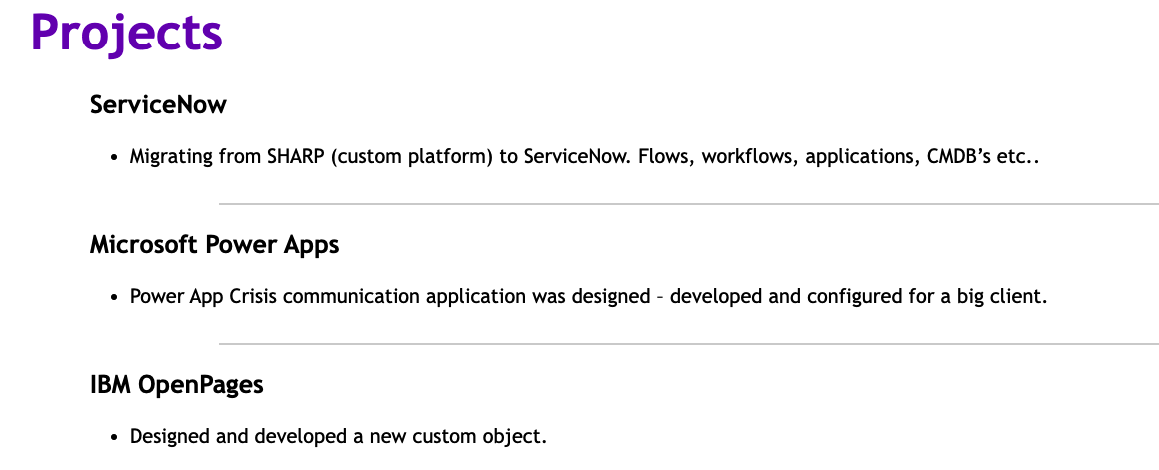 Projects
ServiceNow
• Migrating from SHARP (custom platform) to ServiceNow. Flows, workflows, applications, CMDB’s etc..
Microsoft Power Apps
• Power App Crisis communication application was designed – developed and configured for a big client.
IBM OpenPages
• Designed and developed a new custom object.